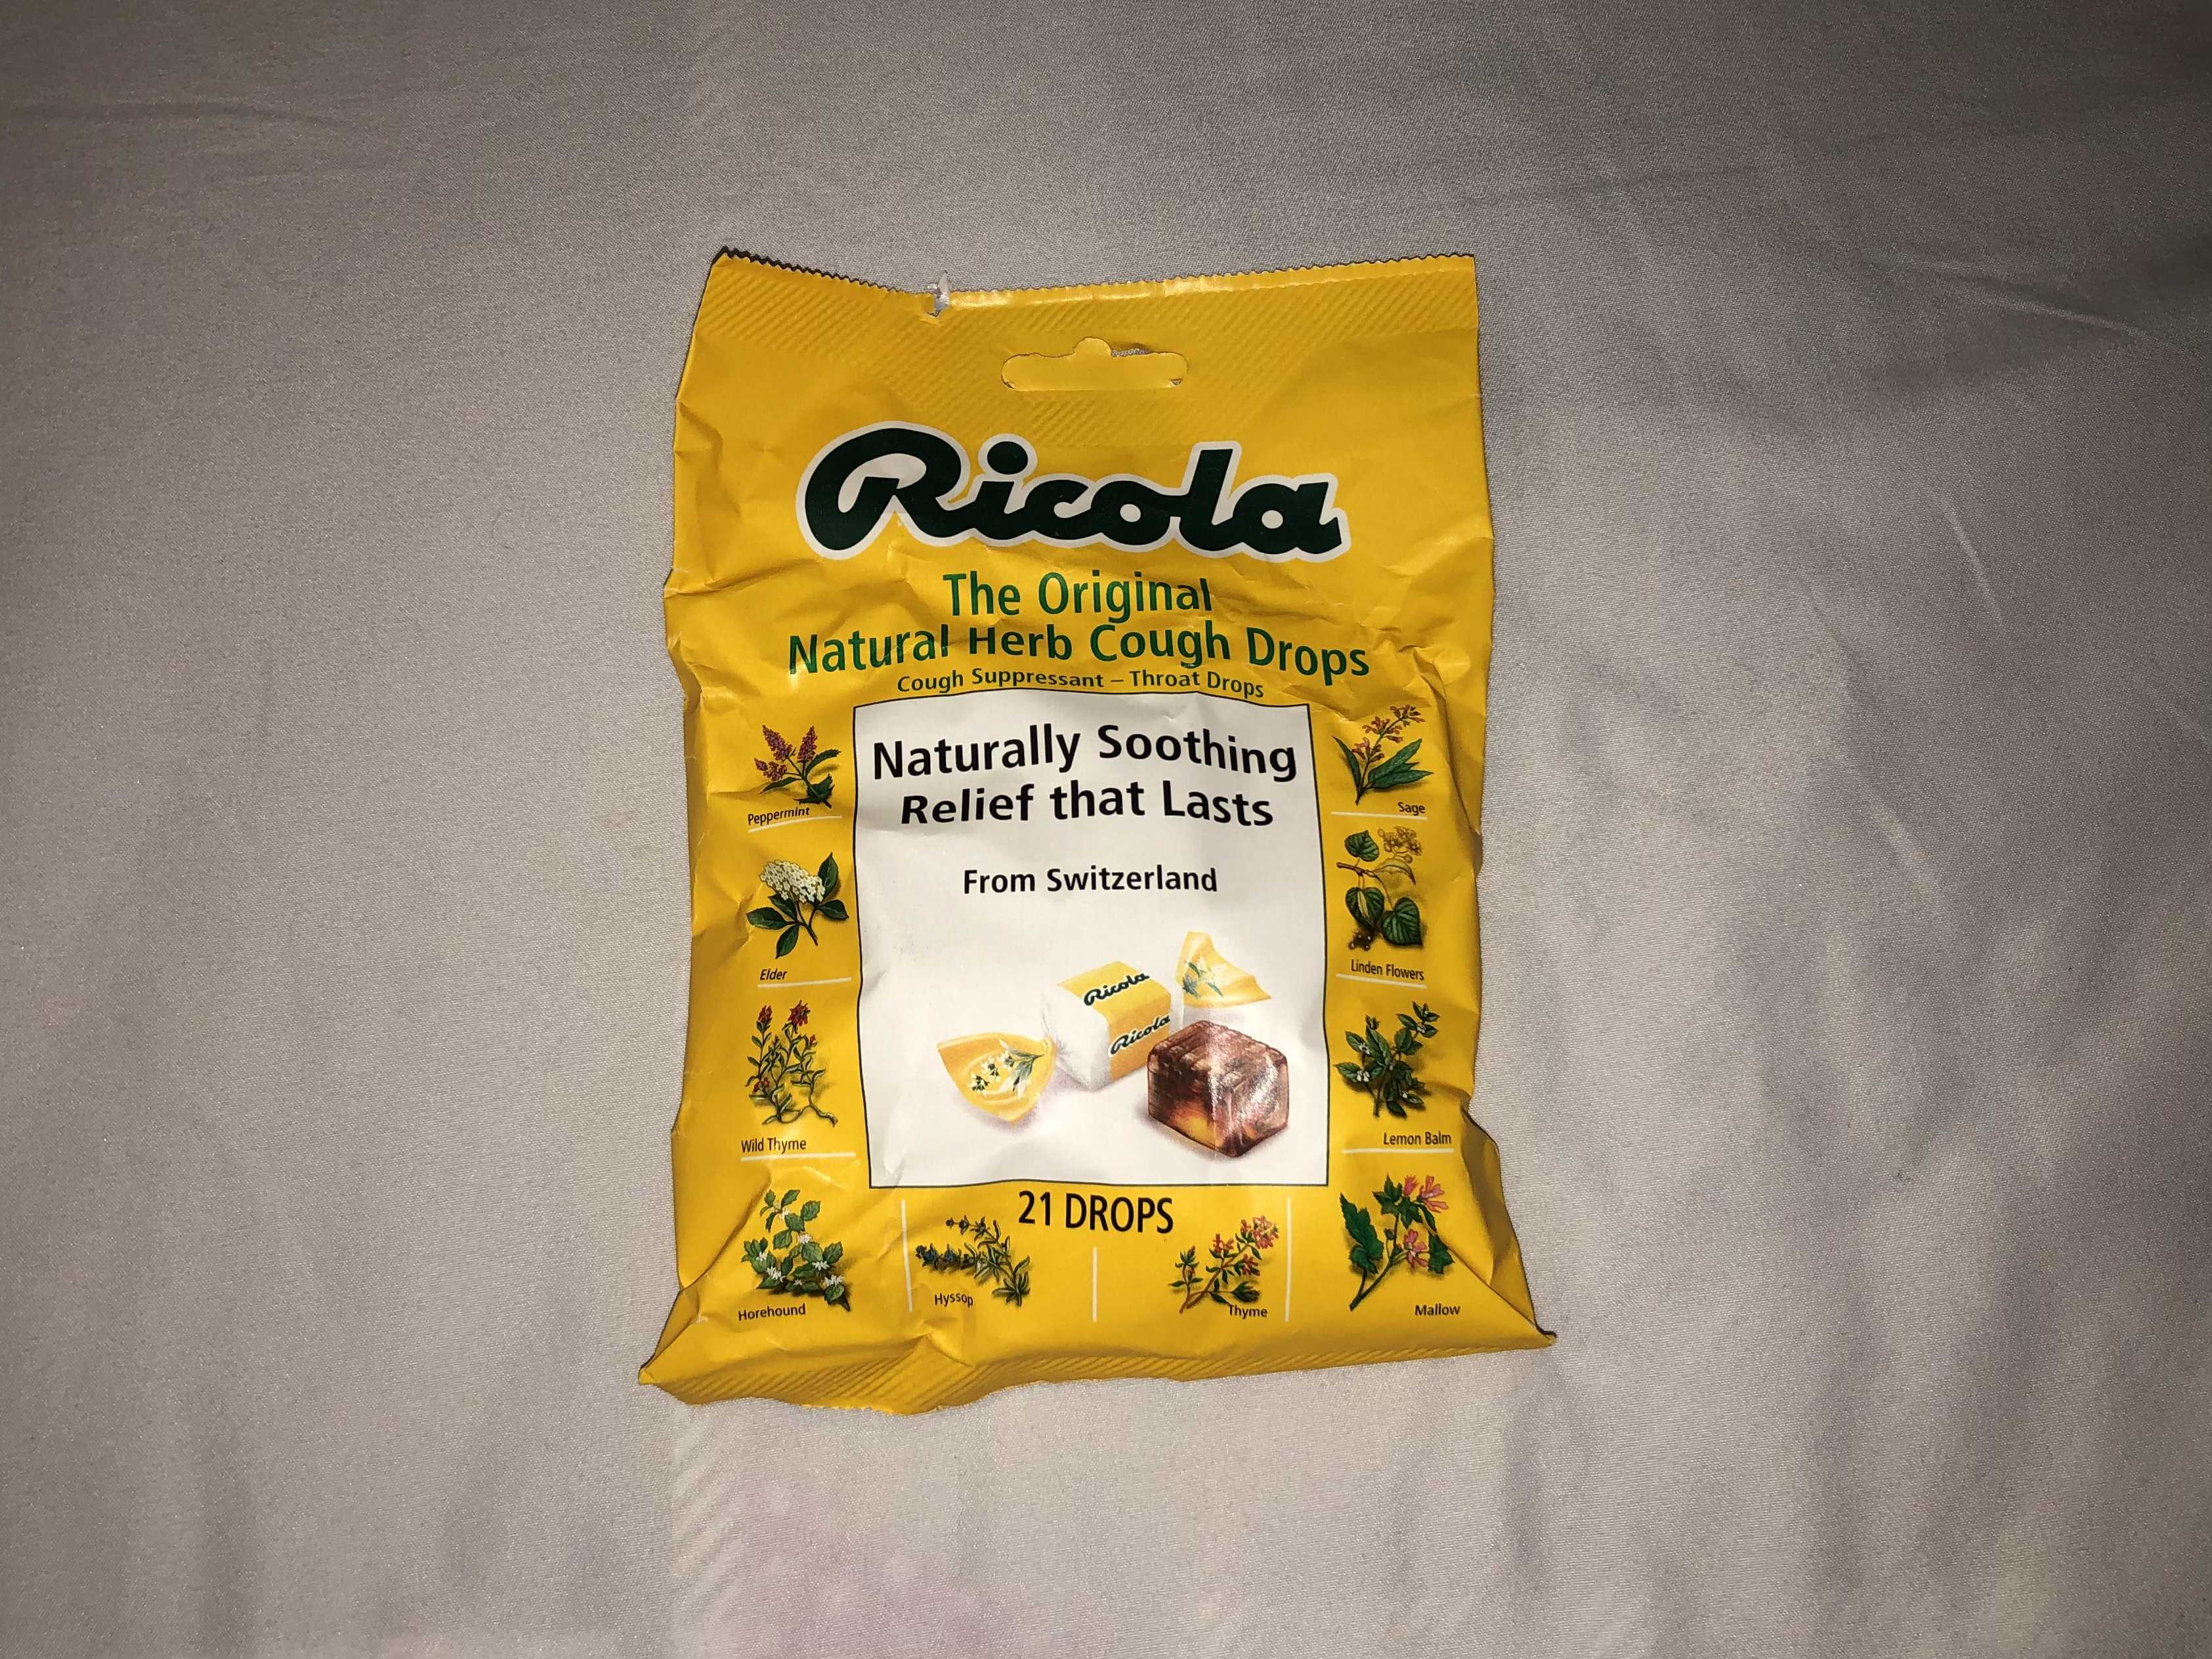 Ricola
The Original
Natural Herb Cough Drops
Cough Suppressant – Throat Drops
Naturally Soothing
Relief that Lasts
From Switzerland
Ricola
Ricola
Peppermint
Sage
Elder
Linden Flowers
Wild Thyme
Lemon Balm
21 DROPS
Horehound
Hyssop
Thyme
Mallow